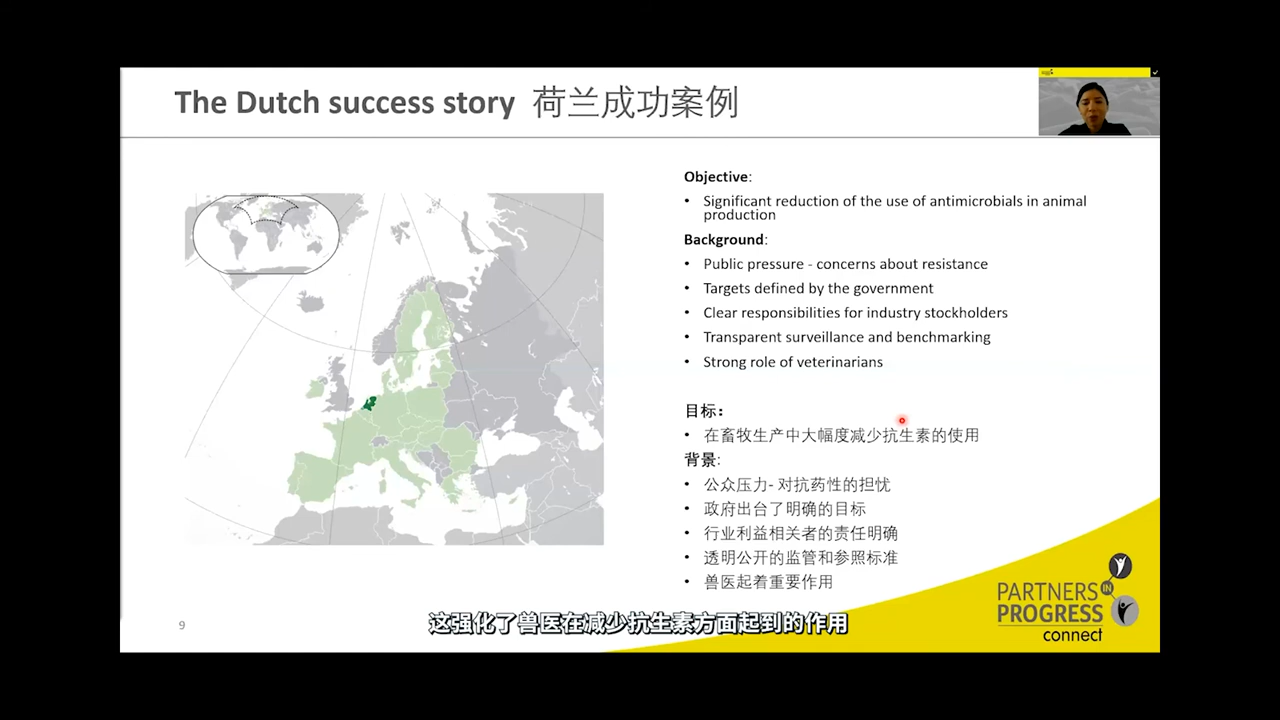 The Dutch success story 荷兰成功案例
Objective:
• Significant reduction of the use of antimicrobials in animal
production
Background:
• Public pressure - concerns about resistance
• Targets defined by the government
• Clear responsibilities for industry stockholders
• Transparent surveillance and benchmarking
• Strong role of veterinarians
目标：
• 在畜牧生产中大幅度减少抗生素的使用
背景:
• 公众压力- 对抗药性的担忧
• 政府出台了明确的目标
• 行业利益相关者的责任明确
• 透明公开的监管和参照标准
• 兽医起着重要作用
PARTNERS IN
PROGRESS
connect
9
这强化了兽医在减少抗生素方面起到的作用